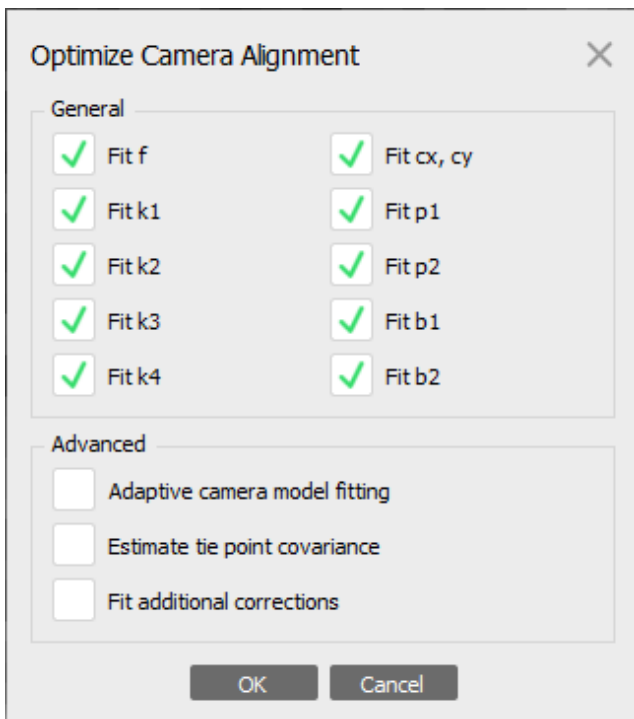 Optimize Camera Alignment
General
Fit f
Fit cx, cy
Fit k1
Fit p1
Fit k2
Fit p2
Fit k3
Fit b1
Fit k4
Fit b2
Advanced
Adaptive camera model fitting
Estimate tie point covariance
Fit additional corrections
OK
Cancel